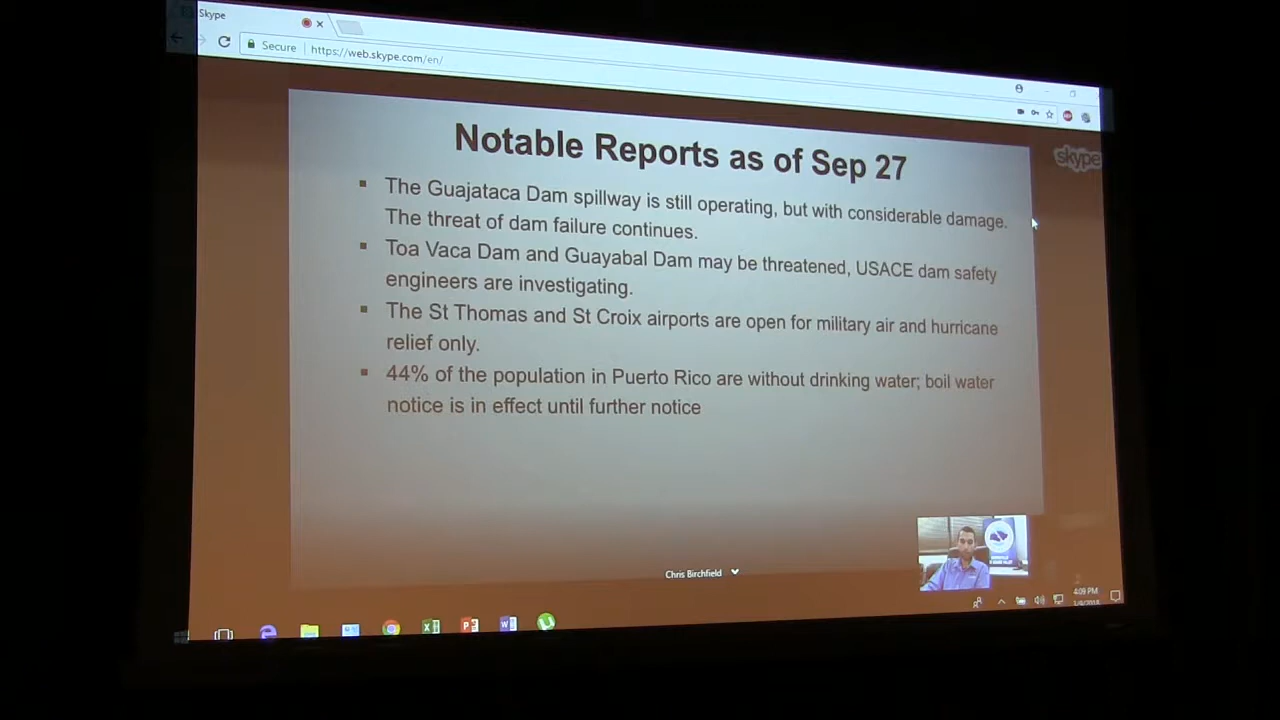 Skype
Secure https://web.skype.com/en/
Notable Reports as of Sep 27
skype
▪ The Guajataca Dam spillway is still operating, but with considerable damage.
The threat of dam failure continues.
▪ Toa Vaca Dam and Guayabal Dam may be threatened, USACE dam safety
engineers are investigating.
▪ The St Thomas and St Croix airports are open for military air and hurricane
relief only.
▪ 44% of the population in Puerto Rico are without drinking water; boil water
notice is in effect until further notice
Chris Birchfield
4:09 PM